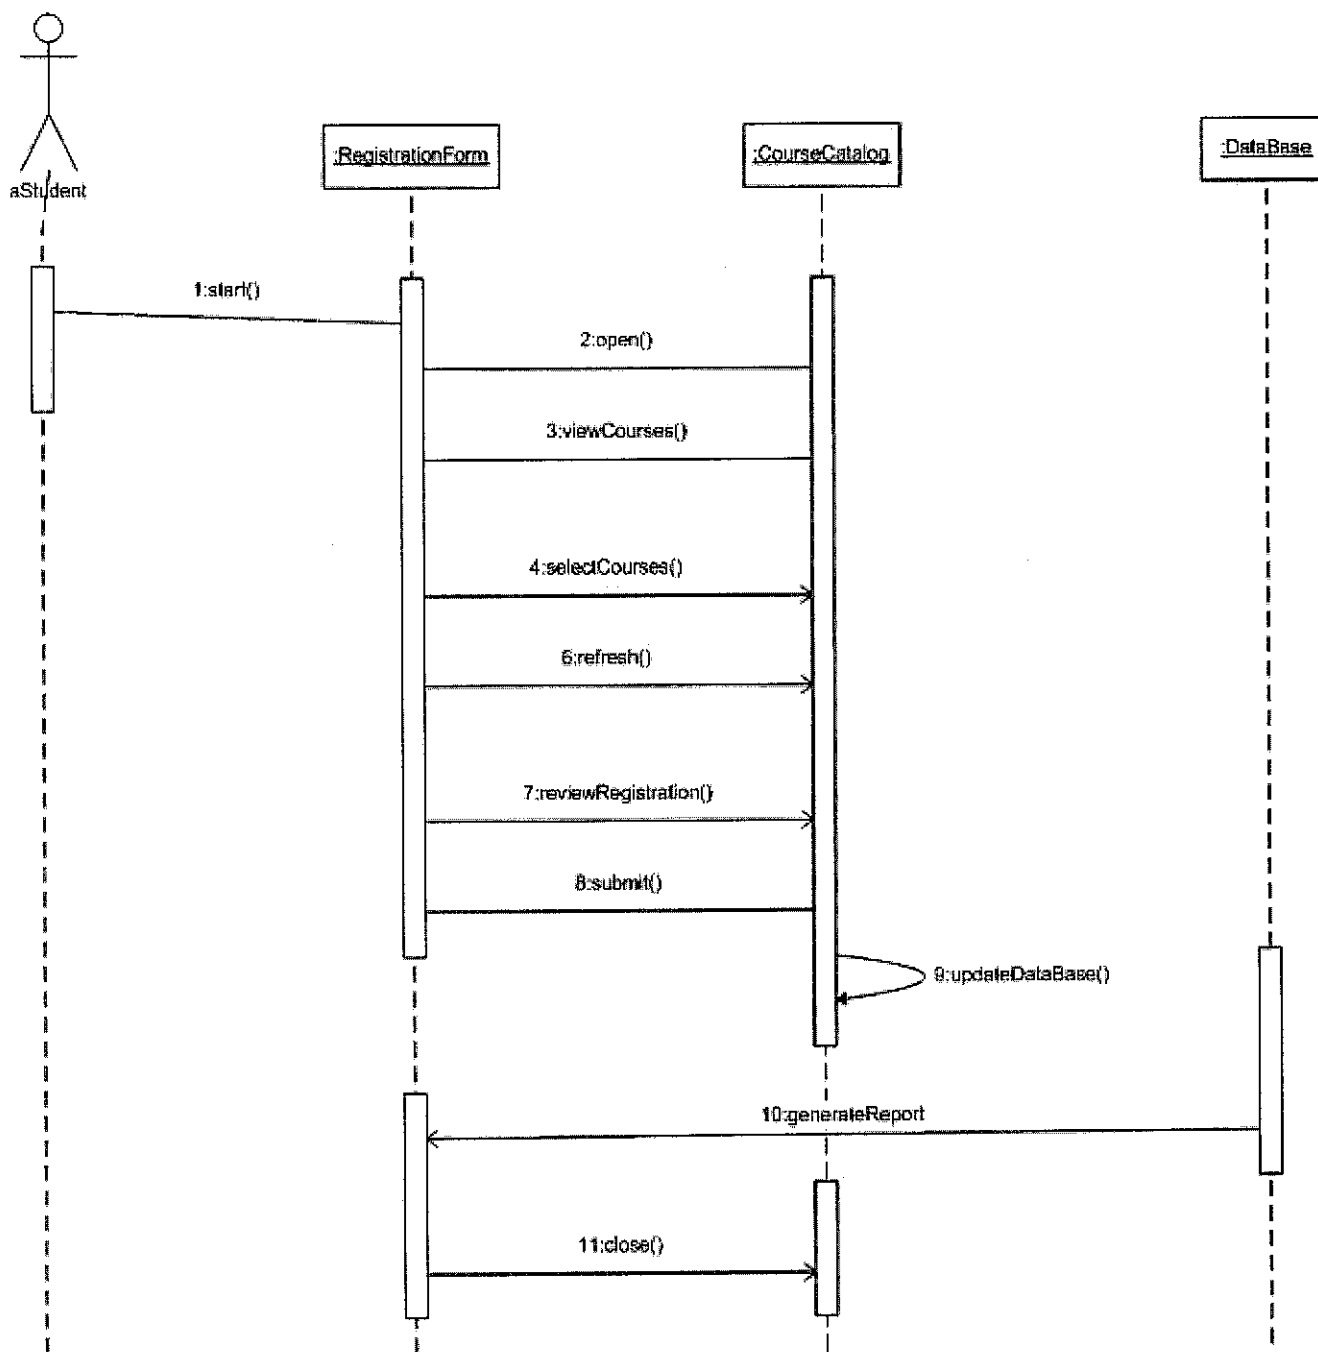 aStudent
:RegistrationForm
:CourseCatalog
:DataBase
1:start()
2:open()
3:viewCourses()
4:selectCourses()
6:refresh()
7:reviewRegistration()
8:submit()
9:updateDataBase()
10:generateReport
11:close()